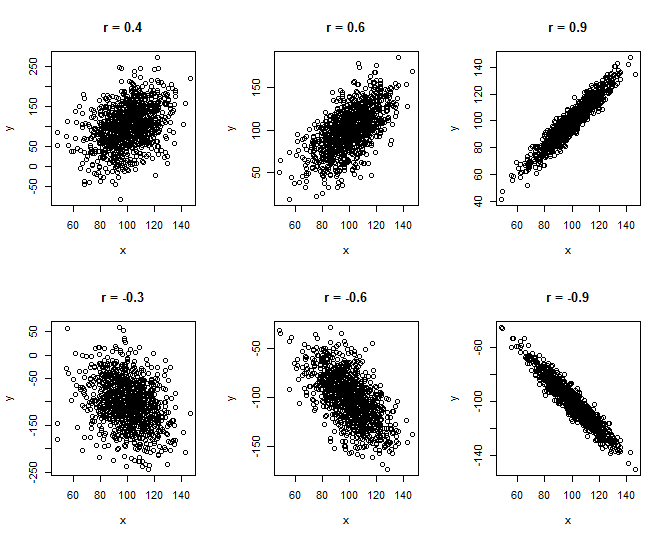 r = 0.4
y
-50 0 50 150 250
60 80 100 120 140
x
r = 0.6
y
50 100 150
60 80 100 120 140
x
r = 0.9
y
40 60 80 100 120 140
60 80 100 120 140
x
r = -0.3
y
-250 -150 -50 0 50
60 80 100 120 140
x
r = -0.6
y
-150 -100 -50
60 80 100 120 140
x
r = -0.9
y
-140 -100 -60
60 80 100 120 140
x